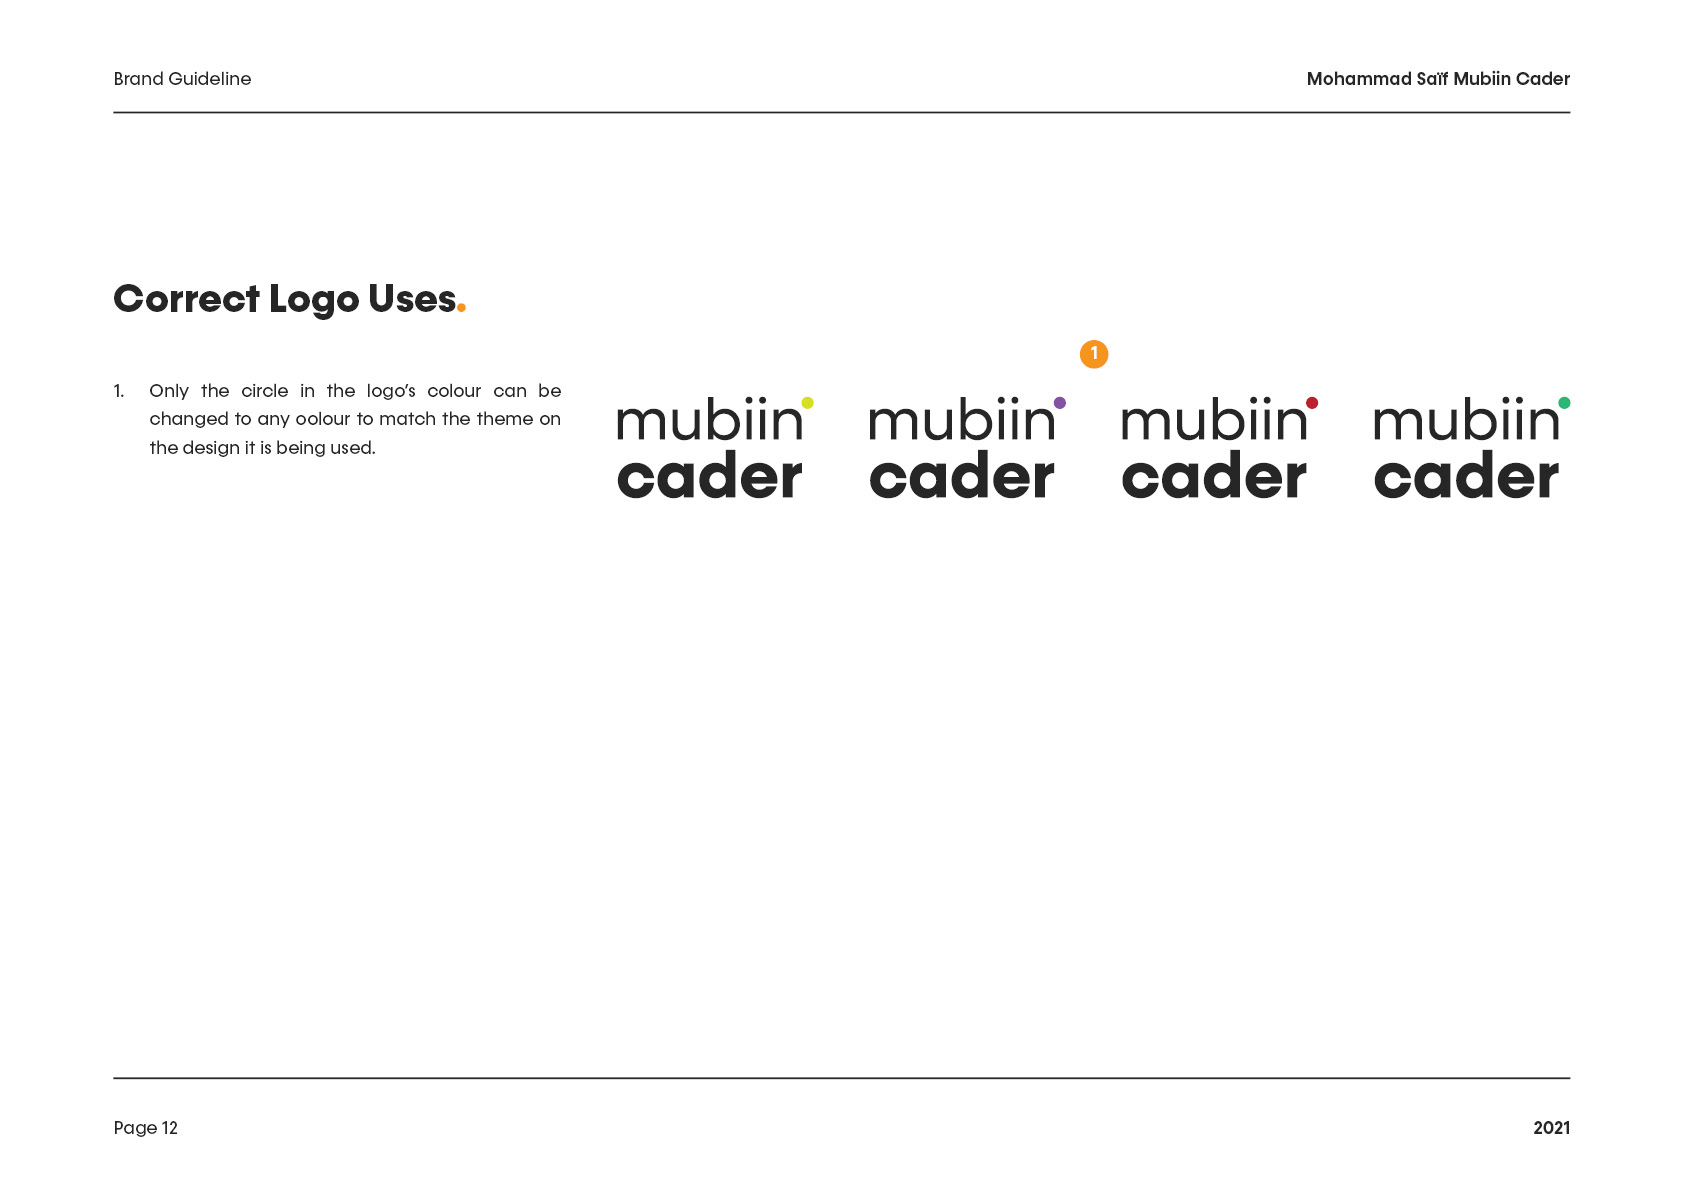 Brand Guideline
Mohammad Saïf Mubiin Cader
Correct Logo Uses.
1. Only the circle in the logo’s colour can be
changed to any oolour to match the theme on
the design it is being used.
1
mubiin mubiin mubiin mubiin
cader cader cader cader
Page 12
2021